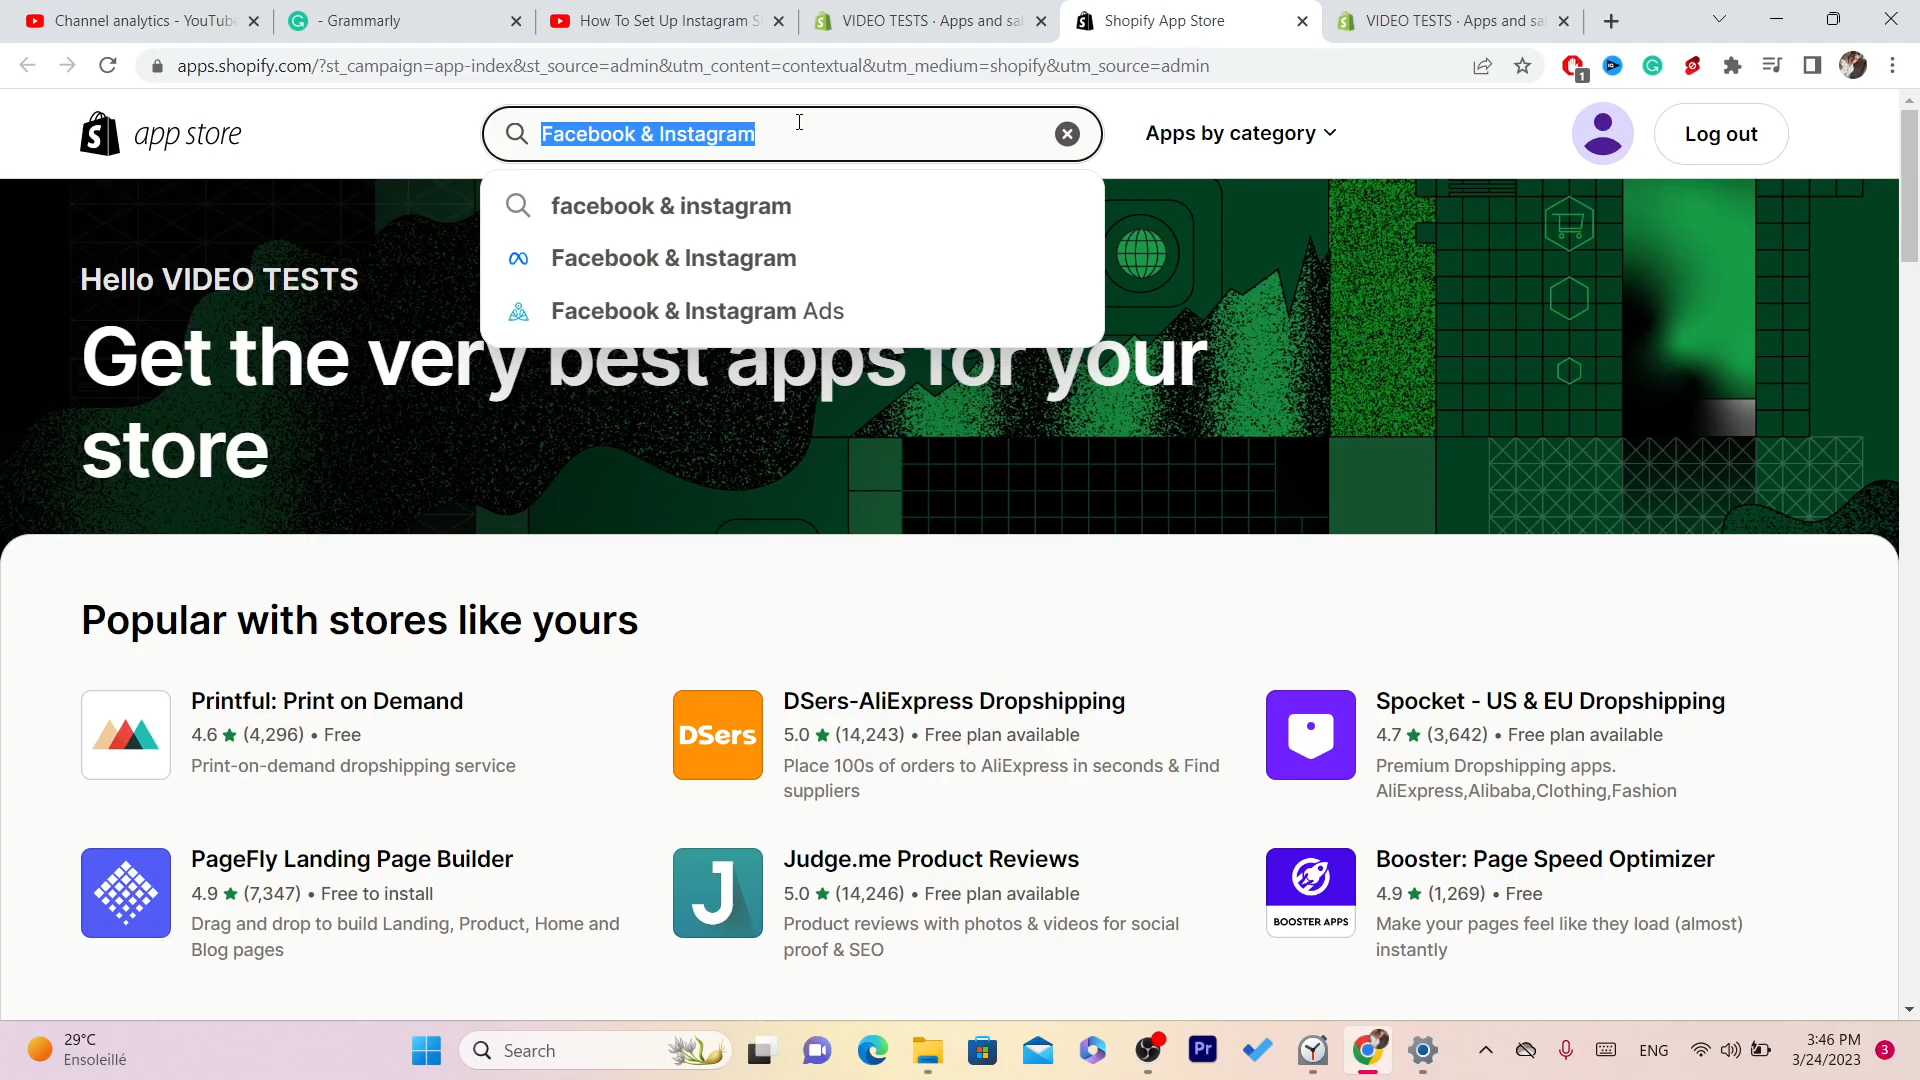 Channel analytics - YouTub
- Grammarly
How To Set Up Instagram S
VIDEO TESTS · Apps and sal
Shopify App Store
VIDEO TESTS · Apps and sal
apps.shopify.com/?st_campaign=app-index&st_source=admin&utm_content=contextual&utm_medium=shopify&utm_source=admin
1
app store
Facebook & Instagram
Apps by category
Log out
facebook & instagram
Facebook & Instagram
Facebook & Instagram Ads
Hello VIDEO TESTS
Get the very best apps for your
store
Popular with stores like yours
Printful: Print on Demand
4.6 ★ (4,296) • Free
Print-on-demand dropshipping service
DSers
DSers-AliExpress Dropshipping
5.0 ★ (14,243) • Free plan available
Place 100s of orders to AliExpress in seconds & Find
suppliers
Spocket - US & EU Dropshipping
4.7 ★ (3,642) • Free plan available
Premium Dropshipping apps.
AliExpress,Alibaba,Clothing,Fashion
PageFly Landing Page Builder
4.9 ★ (7,347) • Free to install
Drag and drop to build Landing, Product, Home and
Blog pages
J
Judge.me Product Reviews
5.0 ★ (14,246) • Free plan available
Product reviews with photos & videos for social
proof & SEO
BOOSTER APPS
Booster: Page Speed Optimizer
4.9 ★ (1,269) • Free
Make your pages feel like they load (almost)
instantly
29°C
Ensoleillé
Search
Pr
ENG
3:46 PM
3/24/2023
3